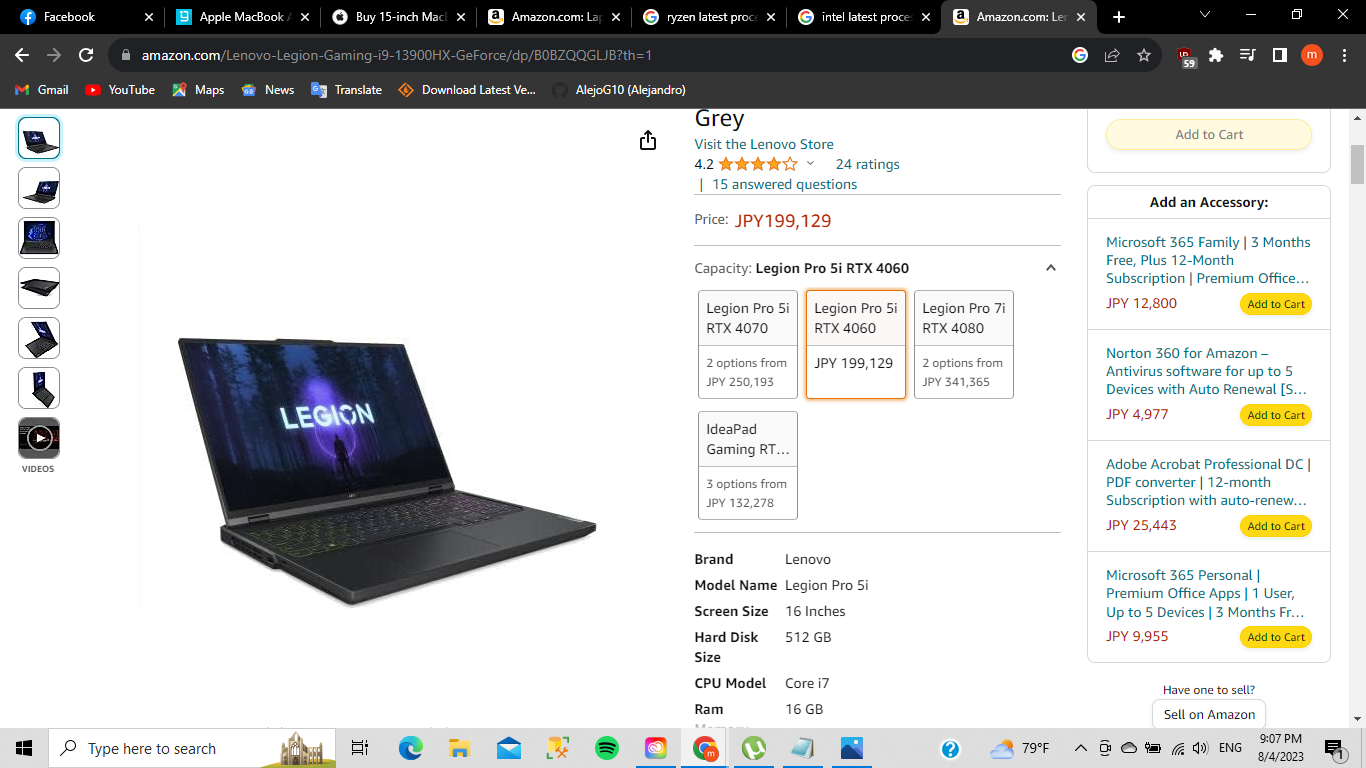 Facebook
Apple MacBook A
Buy 15-inch Mac
Amazon.com: Lap
ryzen latest proce
intel latest proces
Amazon.com: Len
amazon.com/Lenovo-Legion-Gaming-i9-13900HX-GeForce/dp/B0BZQQGLJB?th=1
59
m
Gmail
YouTube
Maps
News
Translate
Download Latest Ve...
AlejoG10 (Alejandro)
VIDEOS
LEGION
Grey
Visit the Lenovo Store
4.2
24 ratings
| 15 answered questions
Price: JPY199,129
Capacity: Legion Pro 5i RTX 4060
Legion Pro 5i
RTX 4070
2 options from
JPY 250,193
Legion Pro 5i
RTX 4060
JPY 199,129
Legion Pro 7i
RTX 4080
2 options from
JPY 341,365
IdeaPad
Gaming RT...
3 options from
JPY 132,278
Brand Lenovo
Model Name Legion Pro 5i
Screen Size 16 Inches
Hard Disk 512 GB
Size
CPU Model Core i7
Ram 16 GB
Memory
Add to Cart
Add an Accessory:
Microsoft 365 Family | 3 Months
Free, Plus 12-Month
Subscription | Premium Office...
JPY 12,800 Add to Cart
Norton 360 for Amazon –
Antivirus software for up to 5
Devices with Auto Renewal [S...
JPY 4,977 Add to Cart
Adobe Acrobat Professional DC |
PDF converter | 12-month
Subscription with auto-renew...
JPY 25,443 Add to Cart
Microsoft 365 Personal |
Premium Office Apps | 1 User,
Up to 5 Devices | 3 Months Fr...
JPY 9,955 Add to Cart
Have one to sell?
Sell on Amazon
Type here to search
79°F
ENG
9:07 PM
8/4/2023
1